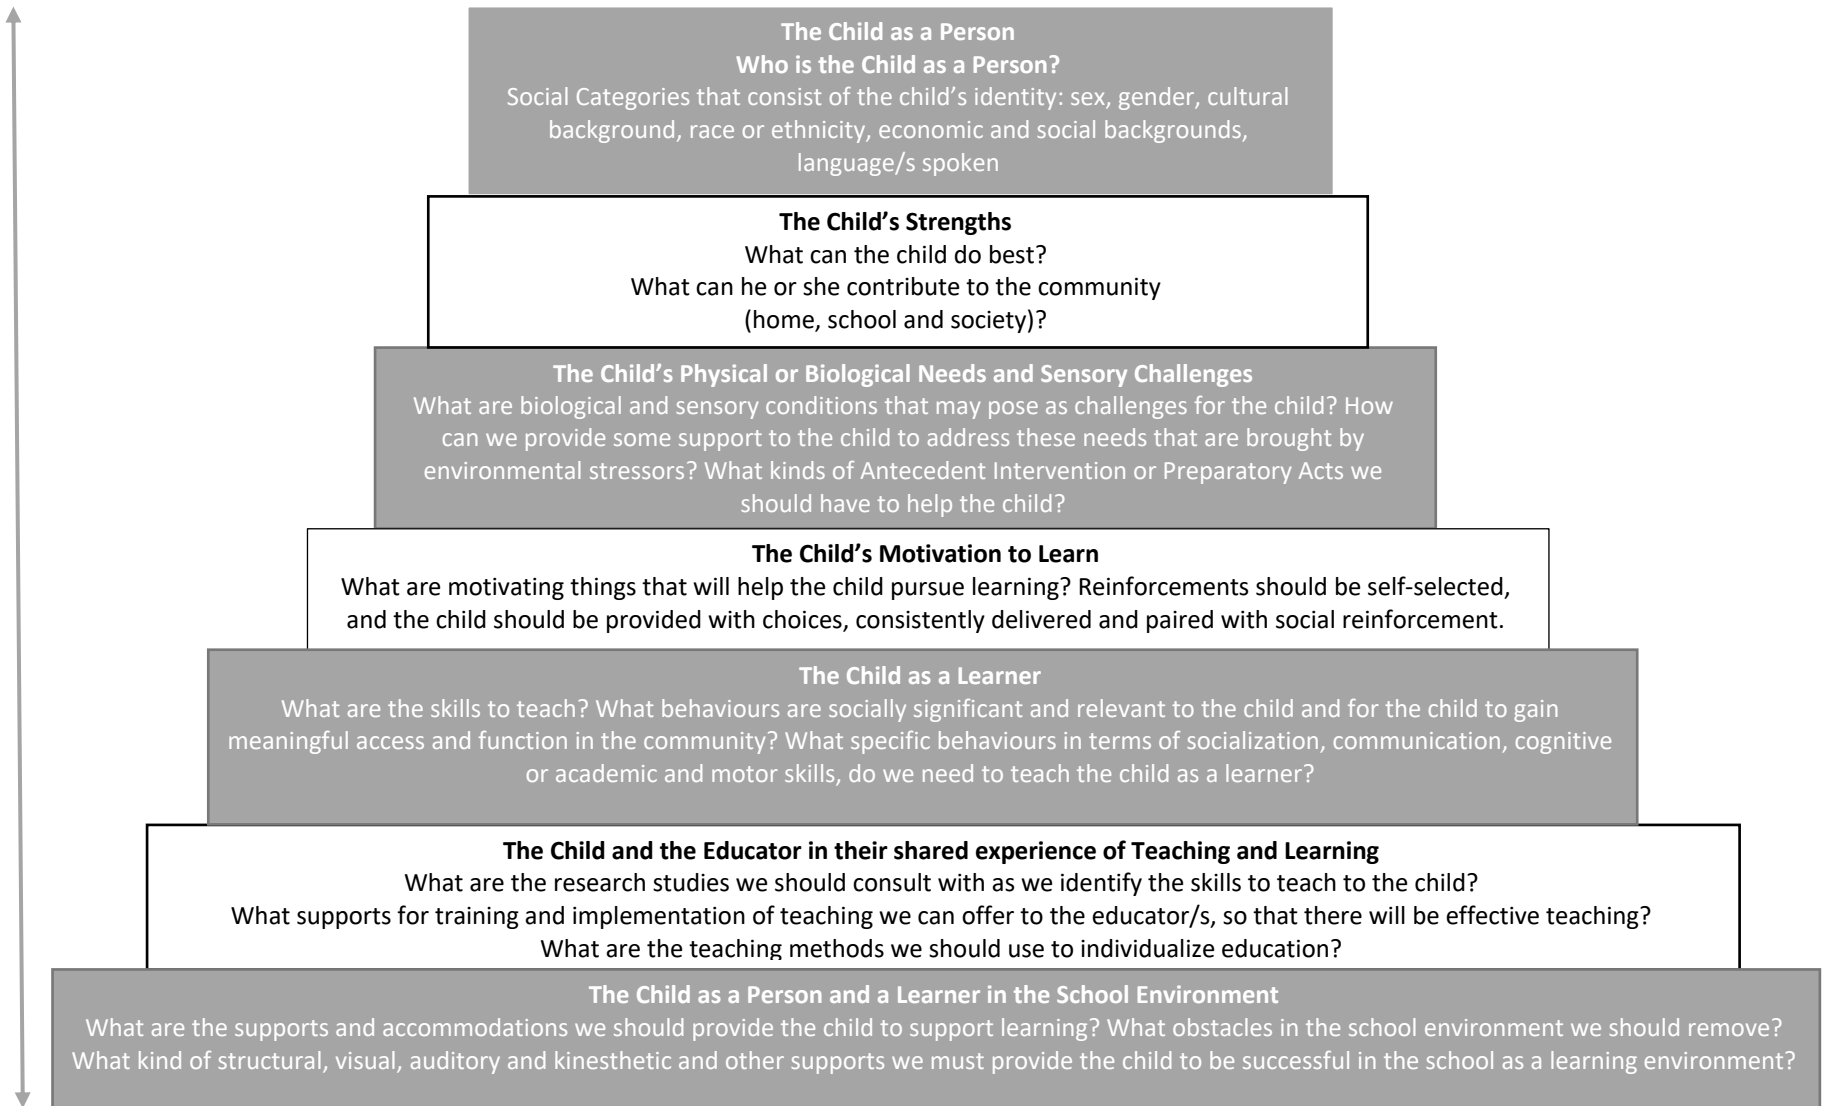 The Child as a Person
Who is the Child as a Person?
Social Categories that consist of the child’s identity: sex, gender, cultural
background, race or ethnicity, economic and social backgrounds,
language/s spoken
The Child’s Strengths
What can the child do best?
What can he or she contribute to the community
(home, school and society)?
The Child’s Physical or Biological Needs and Sensory Challenges
What are biological and sensory conditions that may pose as challenges for the child? How
can we provide some support to the child to address these needs that are brought by
environmental stressors? What kinds of Antecedent Intervention or Preparatory Acts we
should have to help the child?
The Child’s Motivation to Learn
What are motivating things that will help the child pursue learning? Reinforcements should be self-selected,
and the child should be provided with choices, consistently delivered and paired with social reinforcement.
The Child as a Learner
What are the skills to teach? What behaviours are socially significant and relevant to the child and for the child to gain
meaningful access and function in the community? What specific behaviours in terms of socialization, communication, cognitive
or academic and motor skills, do we need to teach the child as a learner?
The Child and the Educator in their shared experience of Teaching and Learning
What are the research studies we should consult with as we identify the skills to teach to the child?
What supports for training and implementation of teaching we can offer to the educator/s, so that there will be effective teaching?
What are the teaching methods we should use to individualize education?
The Child as a Person and a Learner in the School Environment
What are the supports and accommodations we should provide the child to support learning? What obstacles in the school environment we should remove?
What kind of structural, visual, auditory and kinesthetic and other supports we must provide the child to be successful in the school as a learning environment?